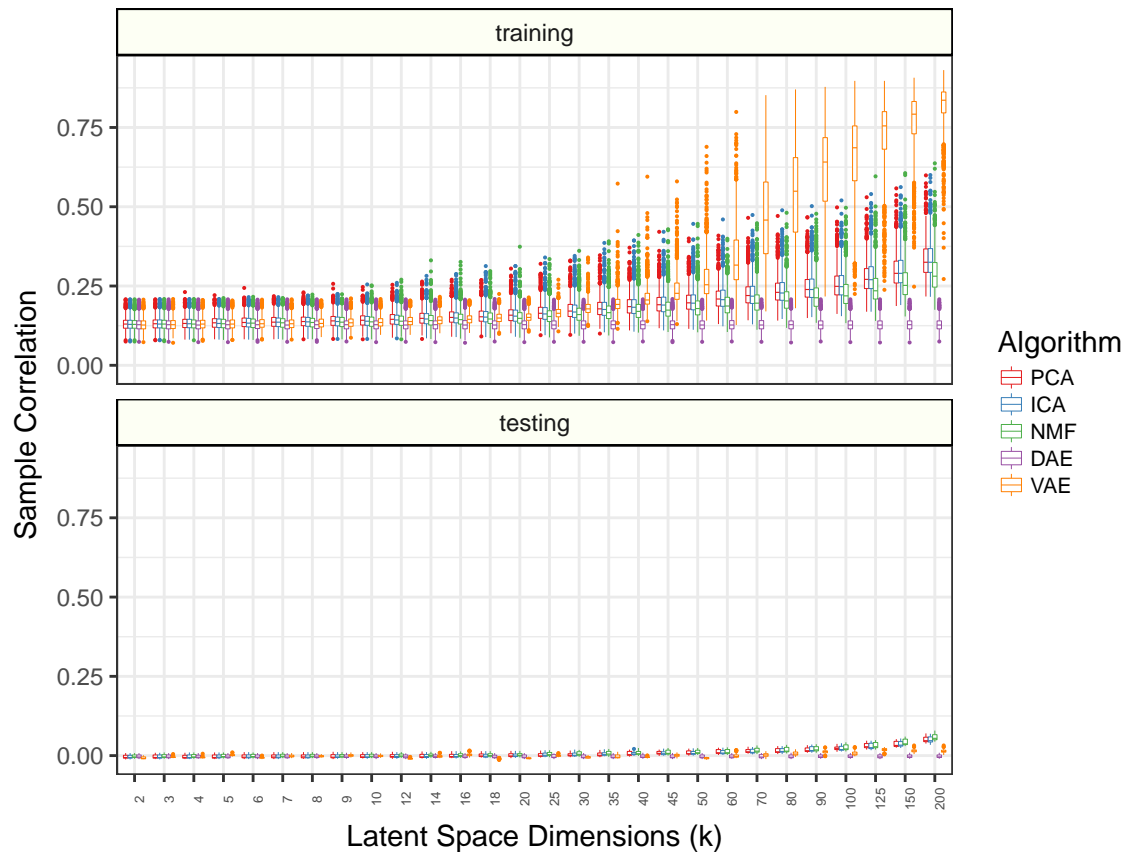 training
0.75
0.50
0.25
0.00
testing
0.75
0.50
0.25
0.00
Sample Correlation
2 3 4 5 6 7 8 9 10 12 14 16 18 20 25 30 35 40 45 50 60 70 80 90 100 125 150 200
Latent Space Dimensions (k)
Algorithm
PCA
ICA
NMF
DAE
VAE